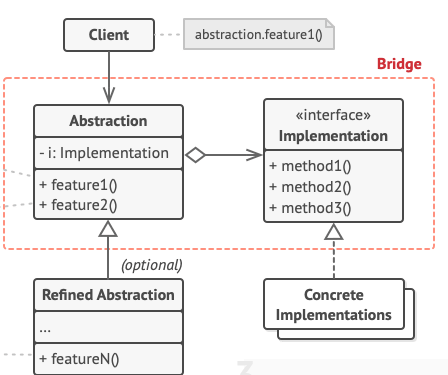 Client
abstraction.feature1()
Bridge
Abstraction
- i: Implementation
+ feature1()
+ feature2()
«interface»
Implementation
+ method1()
+ method2()
+ method3()
(optional)
Refined Abstraction
...
+ featureN()
Concrete
Implementations